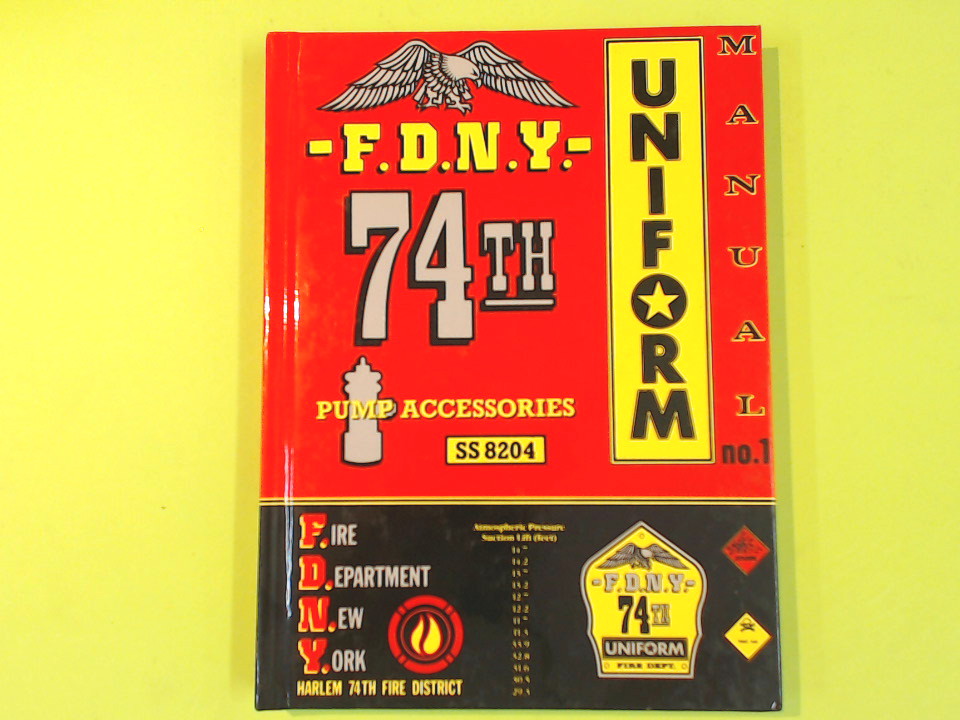 -F.D.N.Y.-
74TH
PUMP ACCESSORIES
SS 8204
UNIFORM
MANUAL
no.1
FIRE
DEPARTMENT
NEW
YORK
HARLEM 74TH FIRE DISTRICT
Atmospheric Pressure
Suction Lift (feet)
-F.D.N.Y.-
74TH
UNIFORM
FIRE DEPT.